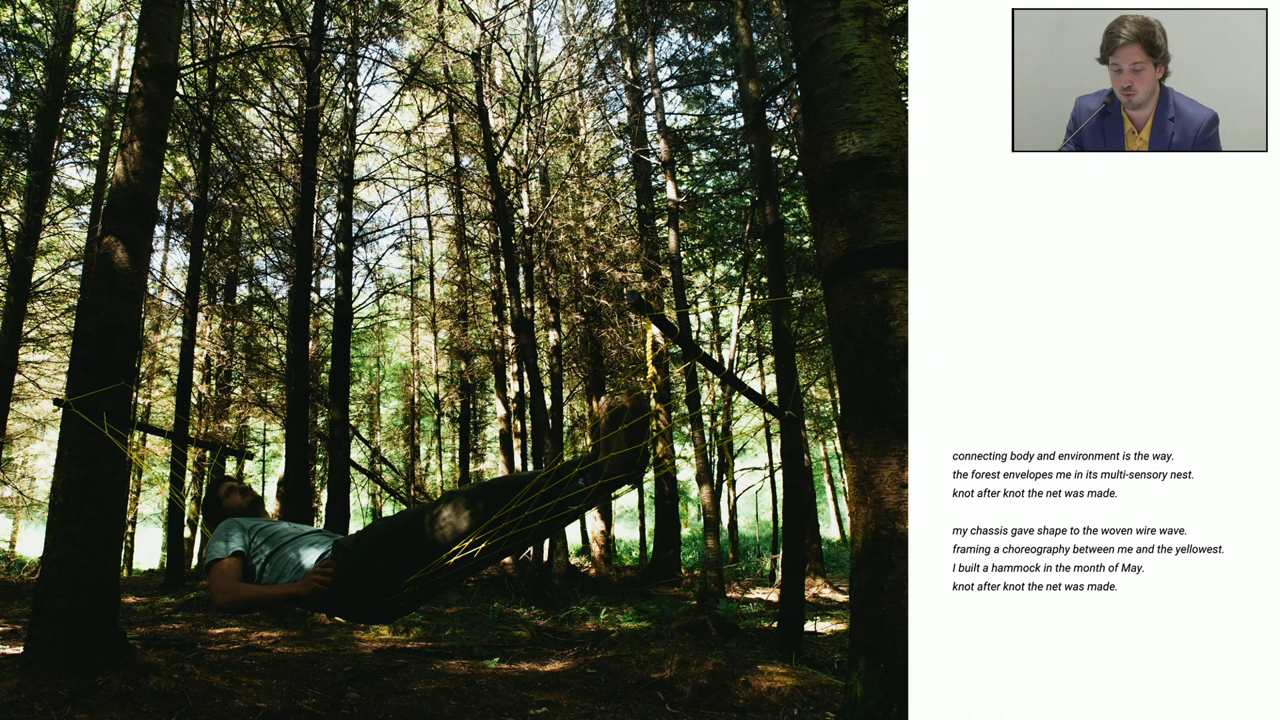 connecting body and environment is the way.
the forest envelopes me in its multi-sensory nest.
knot after knot the net was made.
my chassis gave shape to the woven wire wave.
framing a choreography between me and the yellowest.
I built a hammock in the month of May.
knot after knot the net was made.